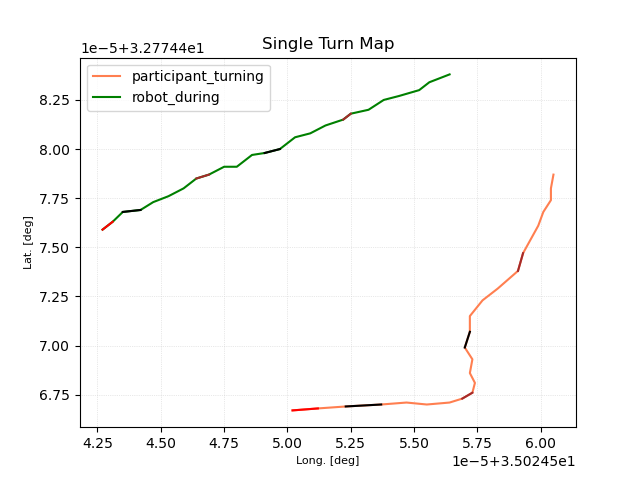 Single Turn Map
1e−5+3.27744e1
participant_turning
robot_during
8.25
8.00
7.75
7.50
7.25
7.00
6.75
Lat. [deg]
4.25 4.50 4.75 5.00 5.25 5.50 5.75 6.00
Long. [deg]
1e−5+3.50245e1